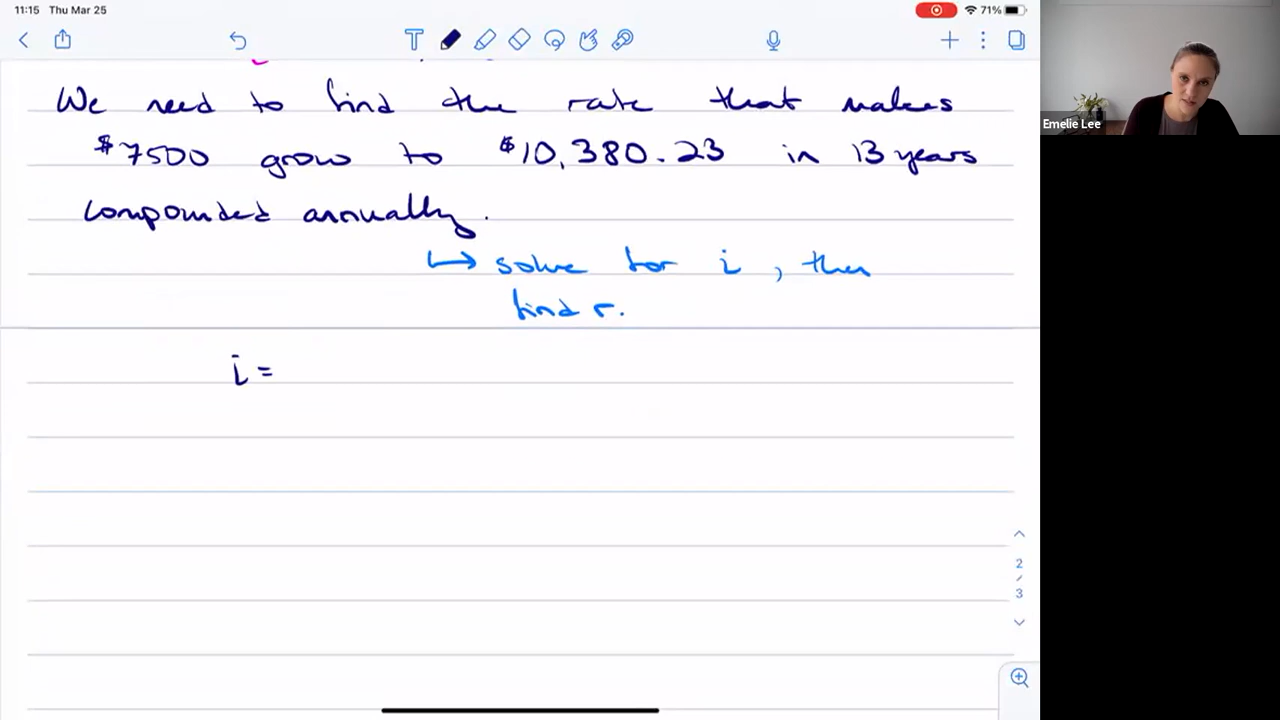 11:15 Thu Mar 25
71%
Emelie Lee
We need to find the rate that makes
$7500 grow to $10,380.23 in 13 years
compounded annually.
↳ solve for i, then
find r.
i =
2
/
3